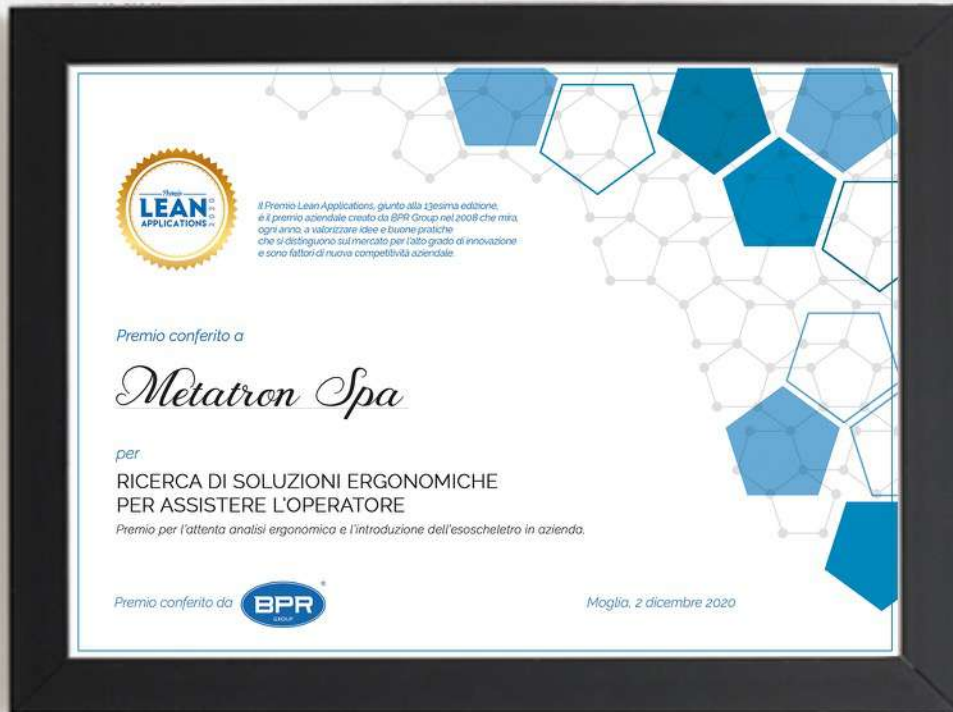 Premio
LEAN
APPLICATIONS
2020
Il Premio Lean Applications, giunto alla 13esima edizione,
è il premio aziendale creato da BPR Group nel 2008 che mira,
ogni anno, a valorizzare idee e buone pratiche
che si distinguono sul mercato per l'alto grado di innovazione
e sono fattori di nuova competitività aziendale.
Premio conferito a
Metatron Spa
per
RICERCA DI SOLUZIONI ERGONOMICHE
PER ASSISTERE L'OPERATORE
Premio per l'attenta analisi ergonomica e l'introduzione dell'esoscheletro in azienda.
Premio conferito da
BPR
GROUP
®
Moglia, 2 dicembre 2020